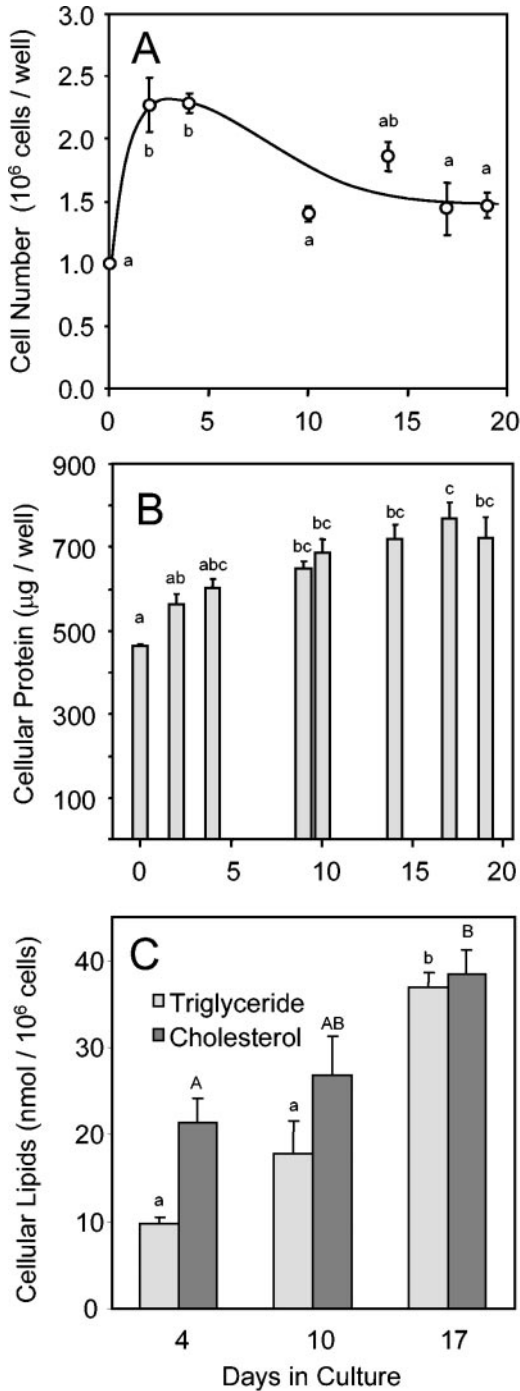 A
Cell Number (10⁶ cells / well)
3.0
2.5
2.0
1.5
1.0
0.5
0.0
a
b
b
a
ab
a
a
0
5
10
15
20
B
Cellular Protein (μg / well)
900
700
500
300
100
a
ab
abc
bc
bc
bc
c
bc
0
5
10
15
20
C
Cellular Lipids (nmol / 10⁶ cells)
40
30
20
10
0
Triglyceride
Cholesterol
a
A
a
AB
b
B
4
10
17
Days in Culture